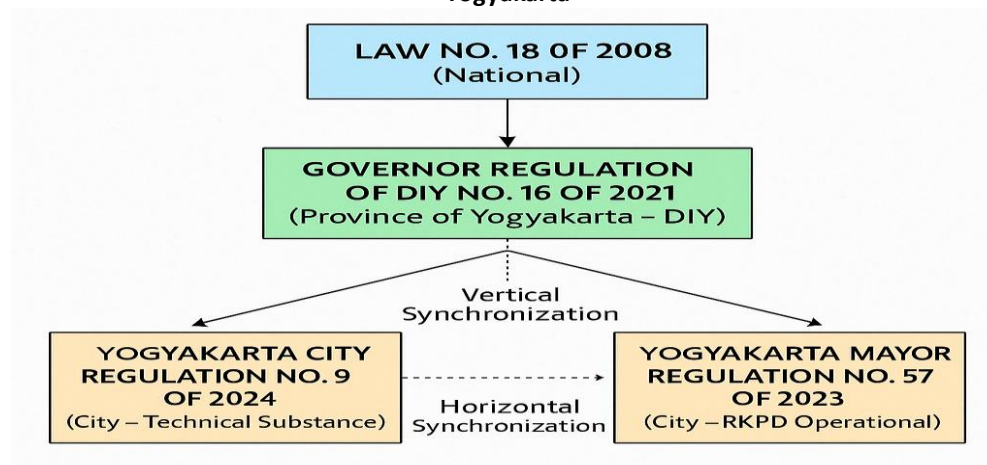 Yogyakarta
LAW NO. 18 0F 2008
(National)
GOVERNOR REGULATION
OF DIY NO. 16 OF 2021
(Province of Yogyakarta – DIY)
Vertical
Synchronization
YOGYAKARTA CITY
REGULATION NO. 9
OF 2024
(City – Technical Substance)
Horizontal
Synchronization
YOGYAKARTA MAYOR
REGULATION NO. 57
OF 2023
(City – RKPD Operational)